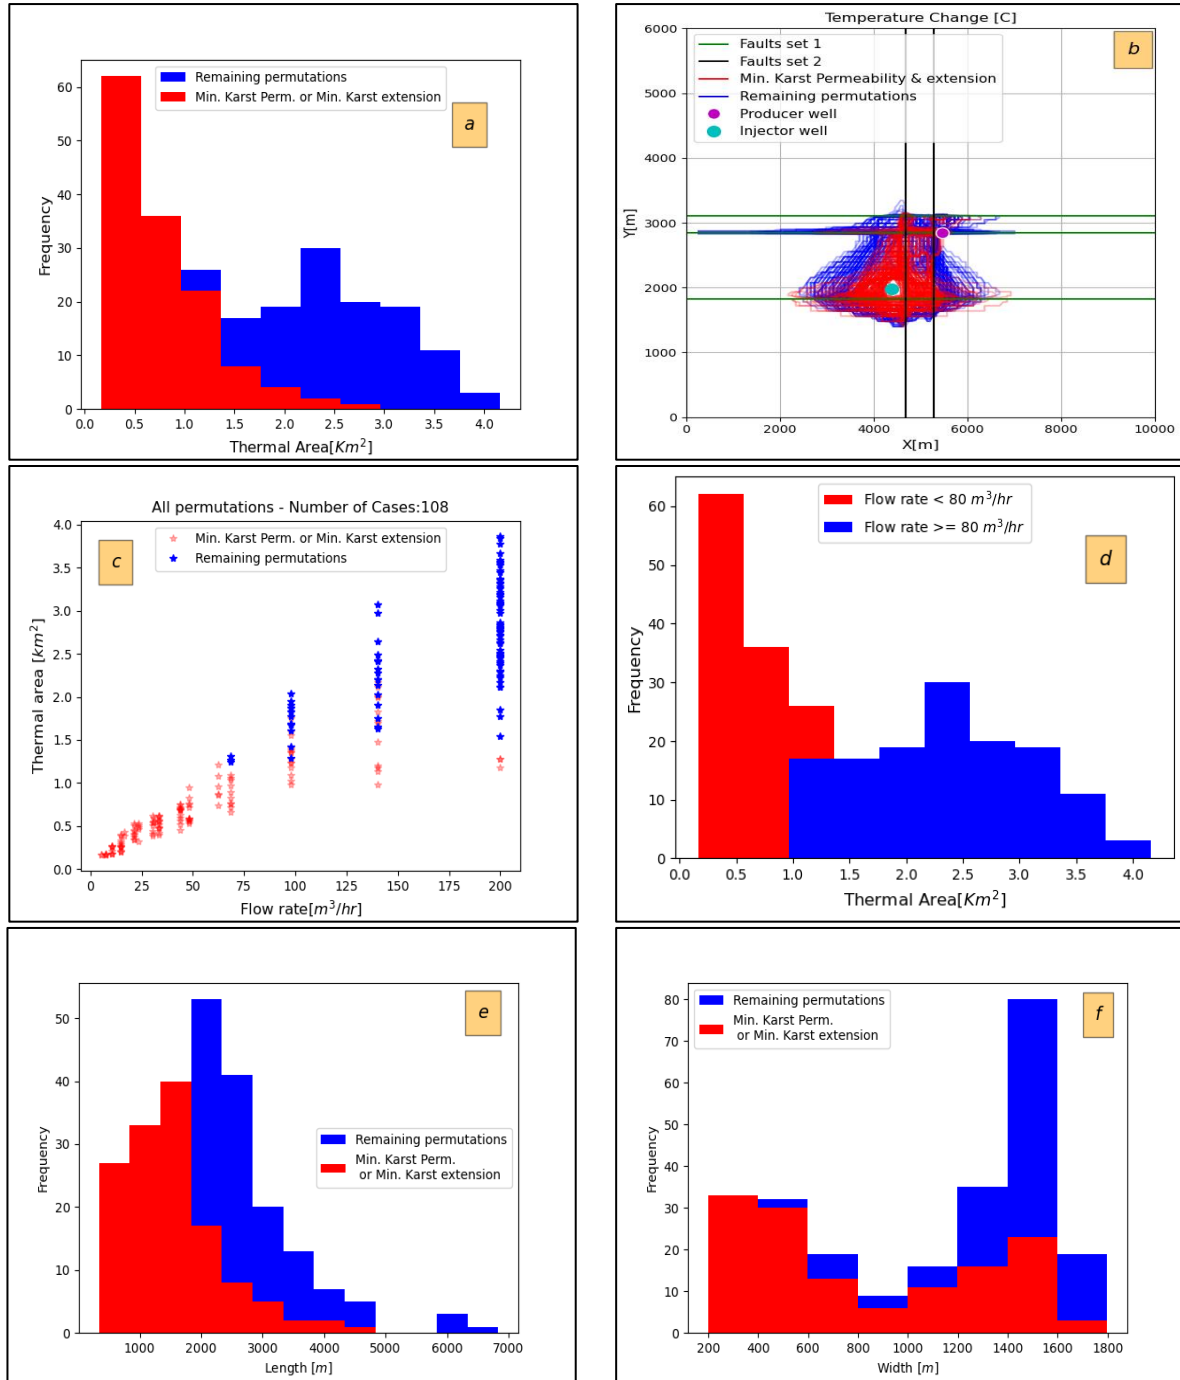 Remaining permutations
Min. Karst Perm. or Min. Karst extension
a
60
50
40
30
20
10
0
Frequency
0.0 0.5 1.0 1.5 2.0 2.5 3.0 3.5 4.0
Thermal Area[Km²]
Temperature Change [C]
Faults set 1
Faults set 2
Min. Karst Permeability & extension
Remaining permutations
Producer well
Injector well
b
6000
5000
4000
3000
2000
1000
0
Y[m]
0 2000 4000 6000 8000 10000
X[m]
All permutations - Number of Cases:108
Min. Karst Perm. or Min. Karst extension
Remaining permutations
c
4.0
3.5
3.0
2.5
2.0
1.5
1.0
0.5
0.0
Thermal area [km²]
0 25 50 75 100 125 150 175 200
Flow rate[m³/hr]
Flow rate < 80 m³/hr
Flow rate >= 80 m³/hr
d
60
50
40
30
20
10
0
Frequency
0.0 0.5 1.0 1.5 2.0 2.5 3.0 3.5 4.0
Thermal Area[Km²]
e
Remaining permutations
Min. Karst Perm.
or Min. Karst extension
50
40
30
20
10
0
Frequency
1000 2000 3000 4000 5000 6000 7000
Length [m]
Remaining permutations
Min. Karst Perm.
or Min. Karst extension
f
80
70
60
50
40
30
20
10
0
Frequency
200 400 600 800 1000 1200 1400 1600 1800
Width [m]